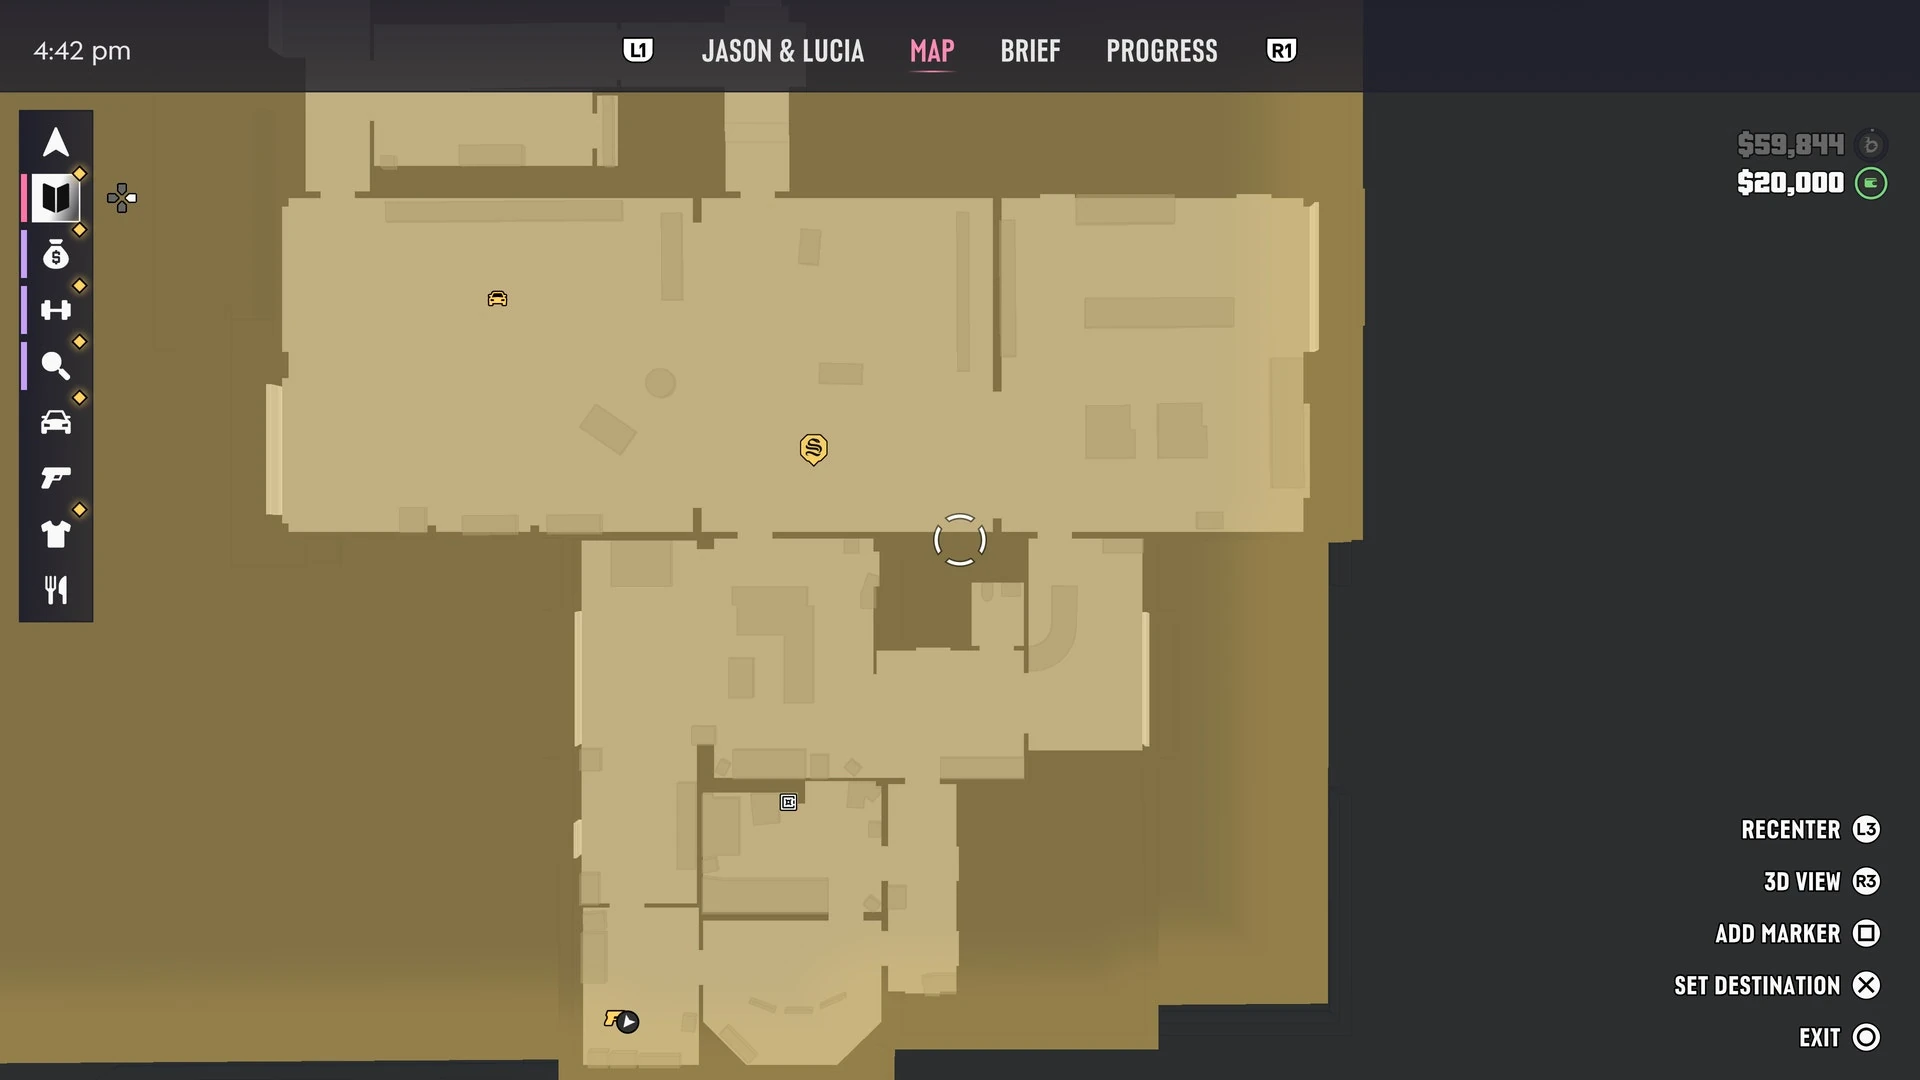 4:42 pm
L1 JASON & LUCIA MAP BRIEF PROGRESS R1
$59,844
$20,000
RECENTER L3
3D VIEW R3
ADD MARKER
SET DESTINATION
EXIT